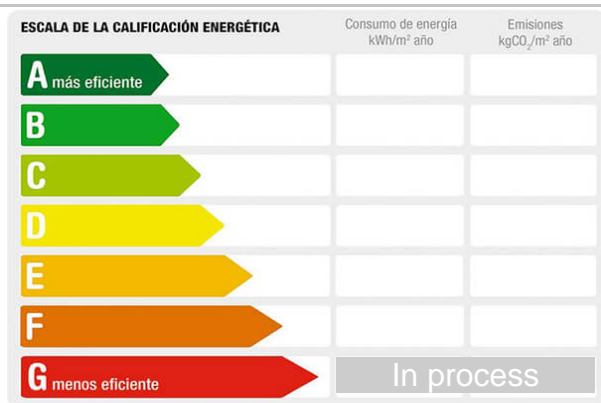 ESCALA DE LA CALIFICACIÓN ENERGÉTICA
Consumo de energía
kWh/m² año
Emisiones
kgCO₂/m² año
A más eficiente
B
C
D
E
F
G menos eficiente
In process